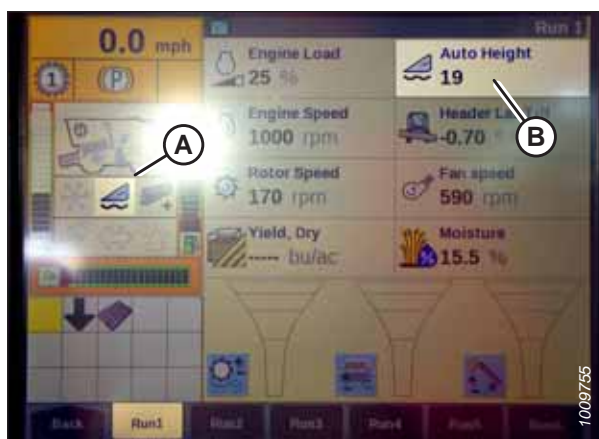 0.0 mph
Run 1
1
(P)
Engine Load
25 %
Auto Height
19
Engine Speed
1000 rpm
-0.70
A
B
Rotor Speed
170 rpm
Fan speed
590 rpm
Yield, Dry
----- bu/ac
Moisture
15.5 %
Back
Run1
Run2
Run3
Run4
1009755